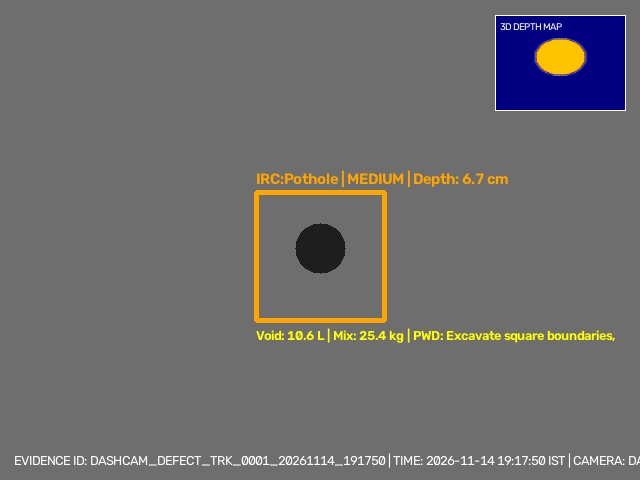 3D DEPTH MAP
IRC:Pothole | MEDIUM | Depth: 6.7 cm
Void: 10.6 L | Mix: 25.4 kg | PWD: Excavate square boundaries,
EVIDENCE ID: DASHCAM_DEFECT_TRK_0001_20261114_191750 | TIME: 2026-11-14 19:17:50 IST | CAMERA: DA